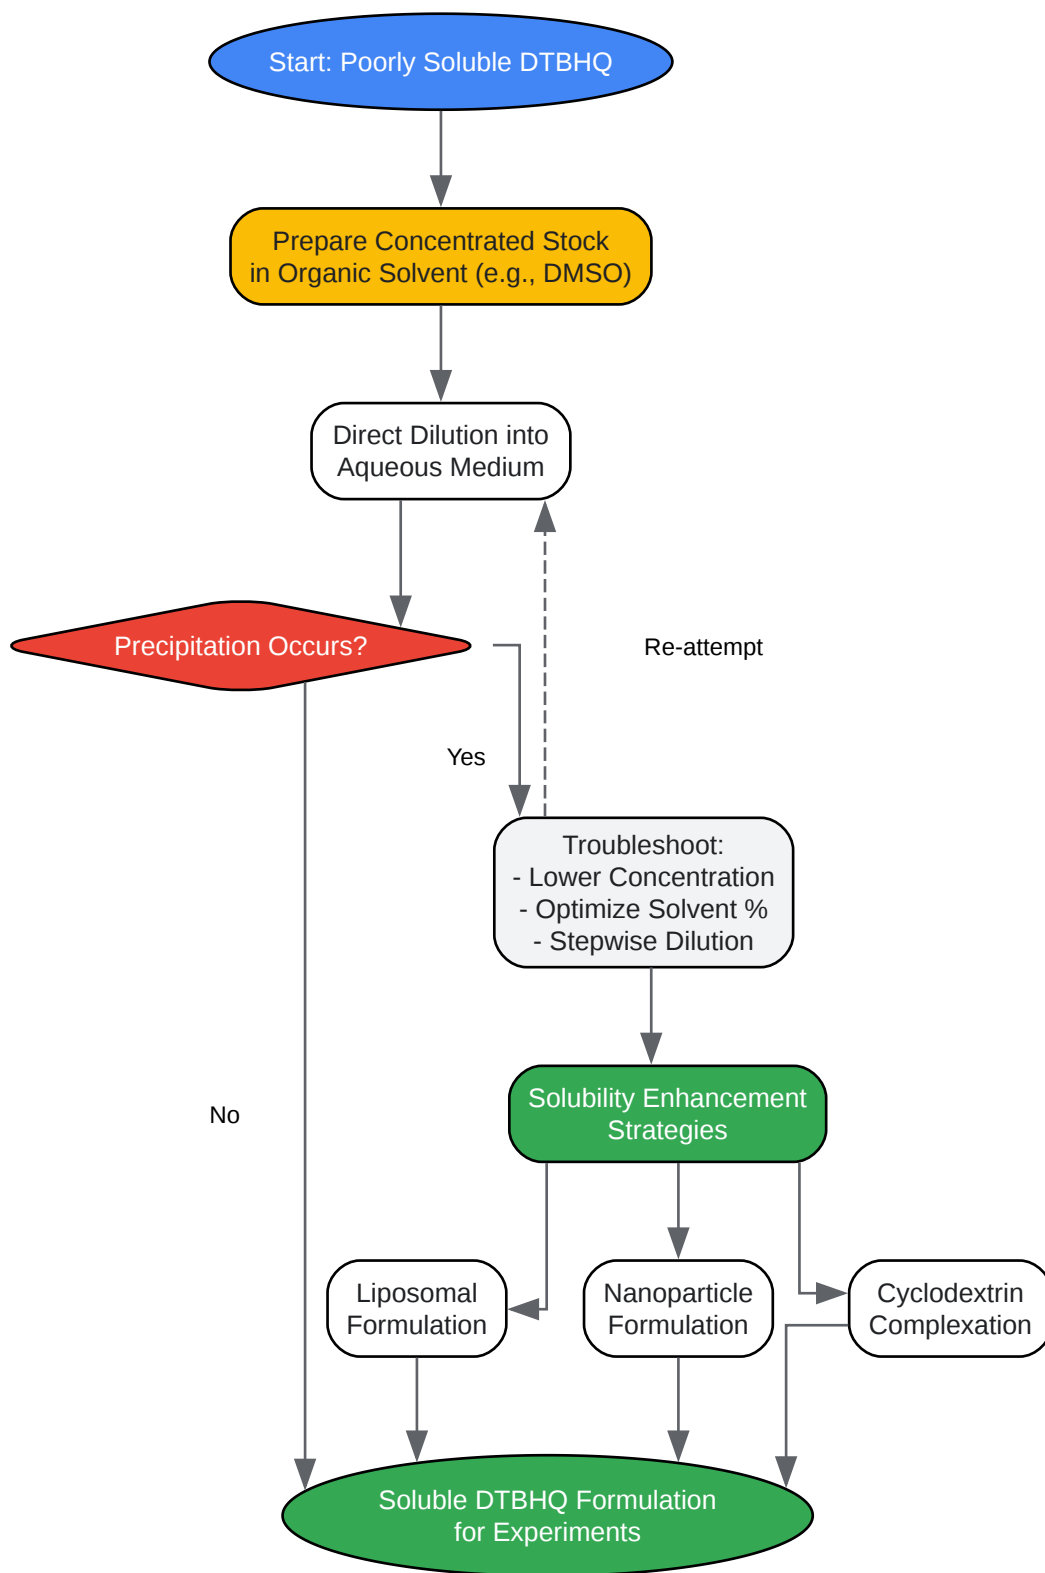 Start: Poorly Soluble DTBHQ
Prepare Concentrated Stock
in Organic Solvent (e.g., DMSO)
Direct Dilution into
Aqueous Medium
Precipitation Occurs?
Re-attempt
Yes
Troubleshoot:
- Lower Concentration
- Optimize Solvent %
- Stepwise Dilution
Solubility Enhancement
Strategies
No
Liposomal
Formulation
Nanoparticle
Formulation
Cyclodextrin
Complexation
Soluble DTBHQ Formulation
for Experiments